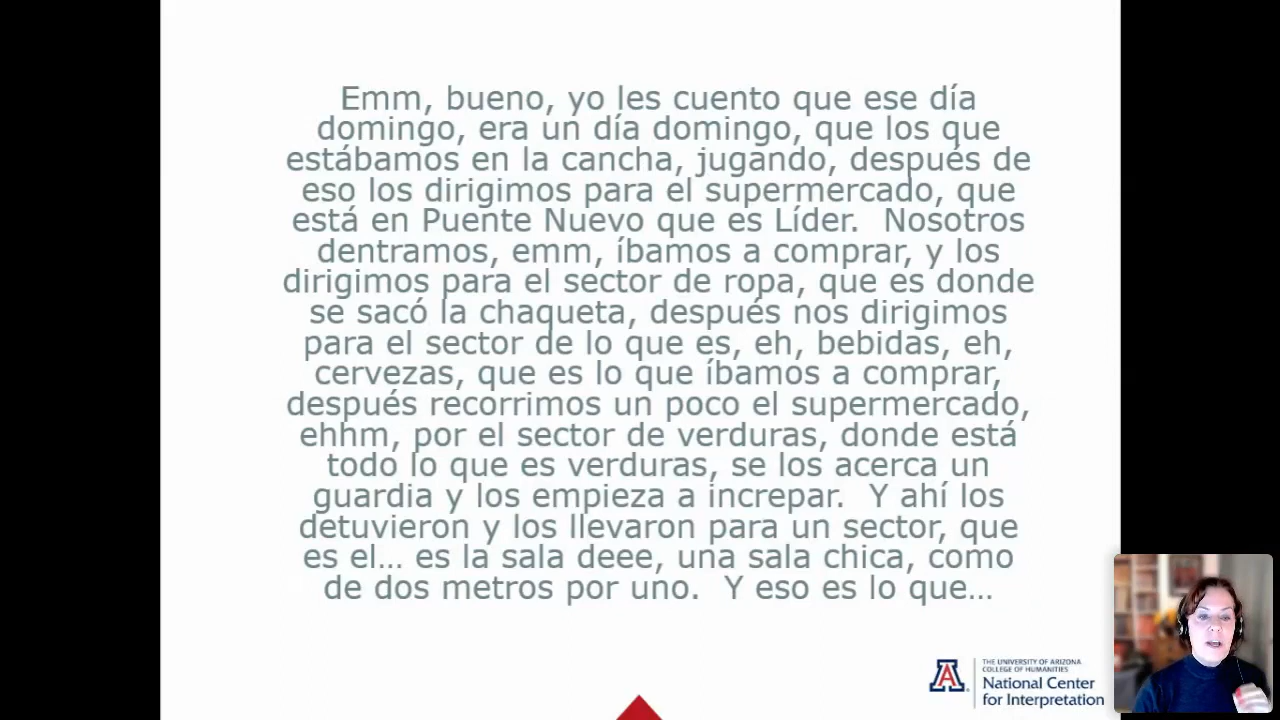 Emm, bueno, yo les cuento que ese día
domingo, era un día domingo, que los que
estábamos en la cancha, jugando, después de
eso los dirigimos para el supermercado, que
está en Puente Nuevo que es Líder.  Nosotros
dentramos, emm, íbamos a comprar, y los
dirigimos para el sector de ropa, que es donde
se sacó la chaqueta, después nos dirigimos
para el sector de lo que es, eh, bebidas, eh,
cervezas, que es lo que íbamos a comprar,
después recorrimos un poco el supermercado,
ehhm, por el sector de verduras, donde está
todo lo que es verduras, se los acerca un
guardia y los empieza a increpar.  Y ahí los
detuvieron y los llevaron para un sector, que
es el... es la sala deee, una sala chica, como
de dos metros por uno.  Y eso es lo que...
A
THE UNIVERSITY OF ARIZONA
COLLEGE OF HUMANITIES
National Center
for Interpretation